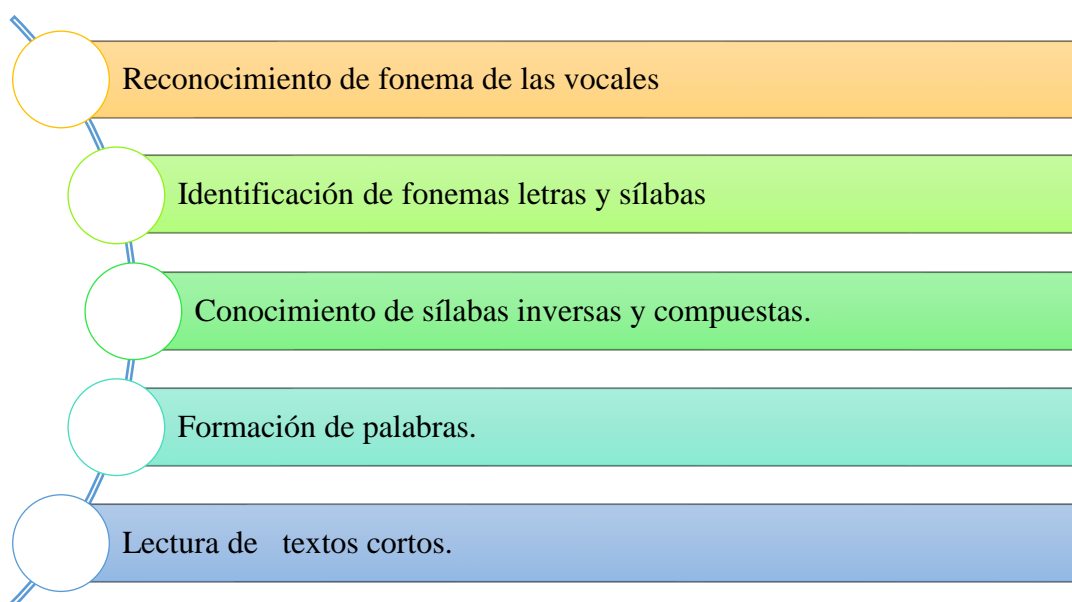 Reconocimiento de fonema de las vocales
Identificación de fonemas letras y sílabas
Conocimiento de sílabas inversas y compuestas.
Formación de palabras.
Lectura de   textos cortos.